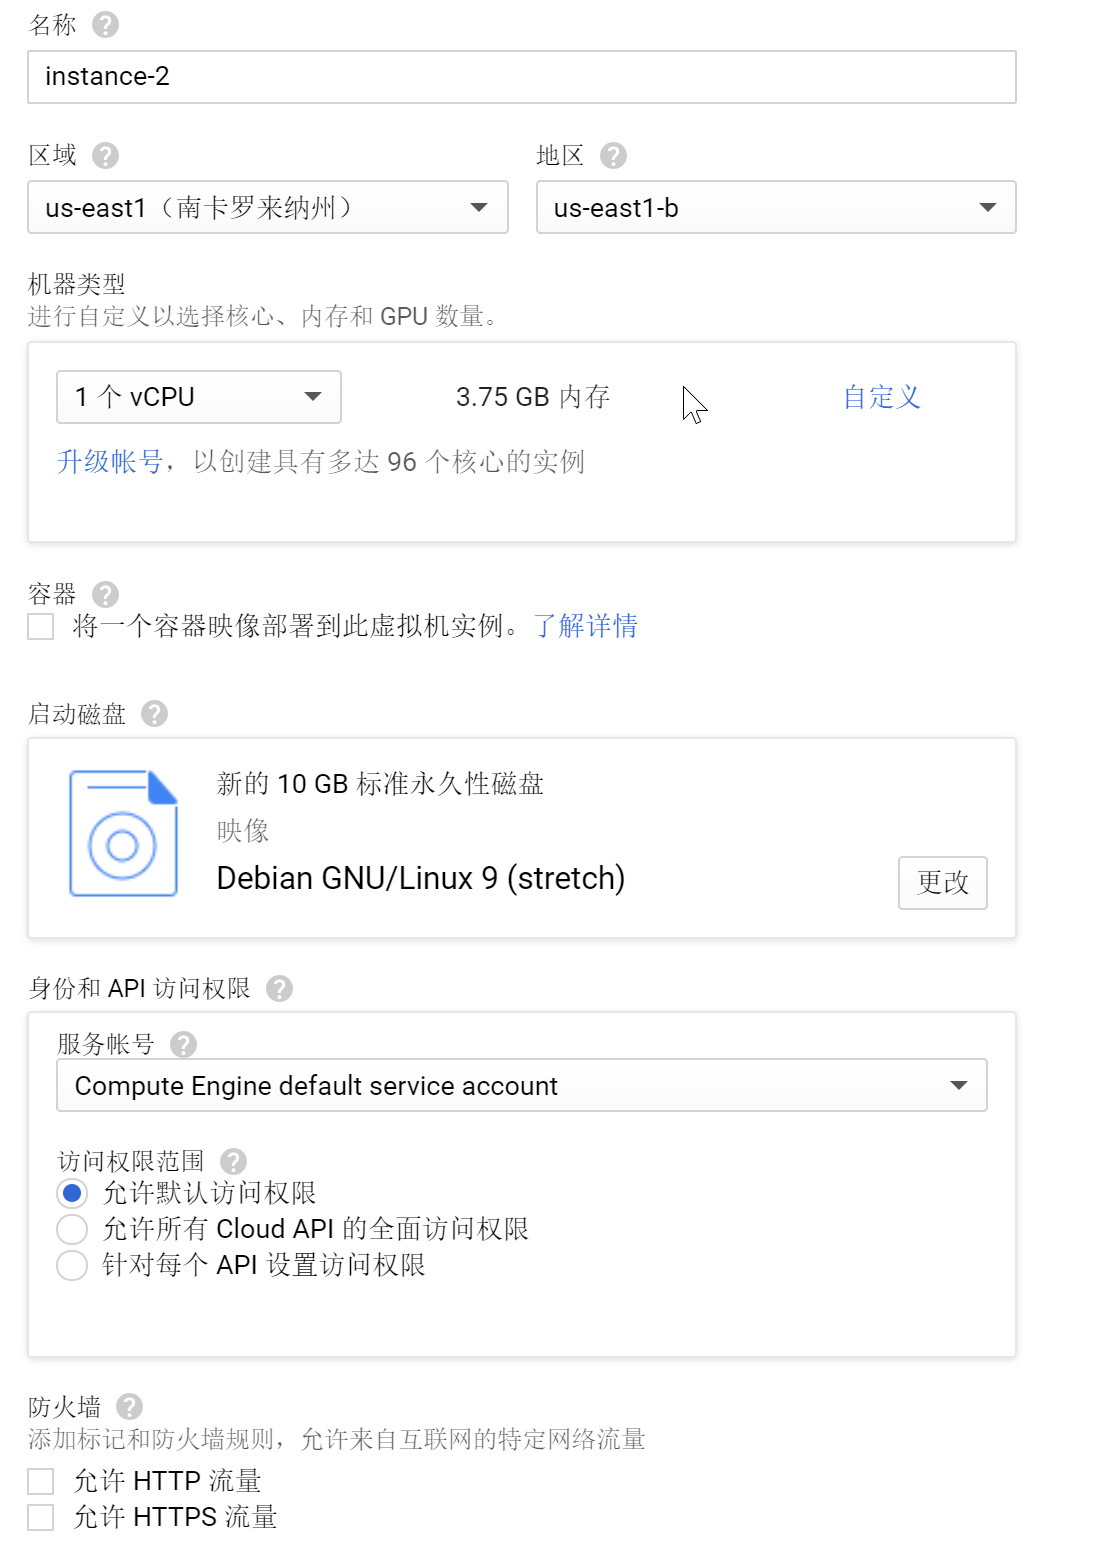 名称
instance-2
区域 地区
us-east1（南卡罗来纳州） us-east1-b
机器类型
进行自定义以选择核心、内存和 GPU 数量。
1 个 vCPU 3.75 GB 内存 自定义
升级帐号，以创建具有多达 96 个核心的实例
容器
将一个容器映像部署到此虚拟机实例。了解详情
启动磁盘
新的 10 GB 标准永久性磁盘
映像
Debian GNU/Linux 9 (stretch)
更改
身份和 API 访问权限
服务帐号
Compute Engine default service account
访问权限范围
允许默认访问权限
允许所有 Cloud API 的全面访问权限
针对每个 API 设置访问权限
防火墙
添加标记和防火墙规则，允许来自互联网的特定网络流量
允许 HTTP 流量
允许 HTTPS 流量